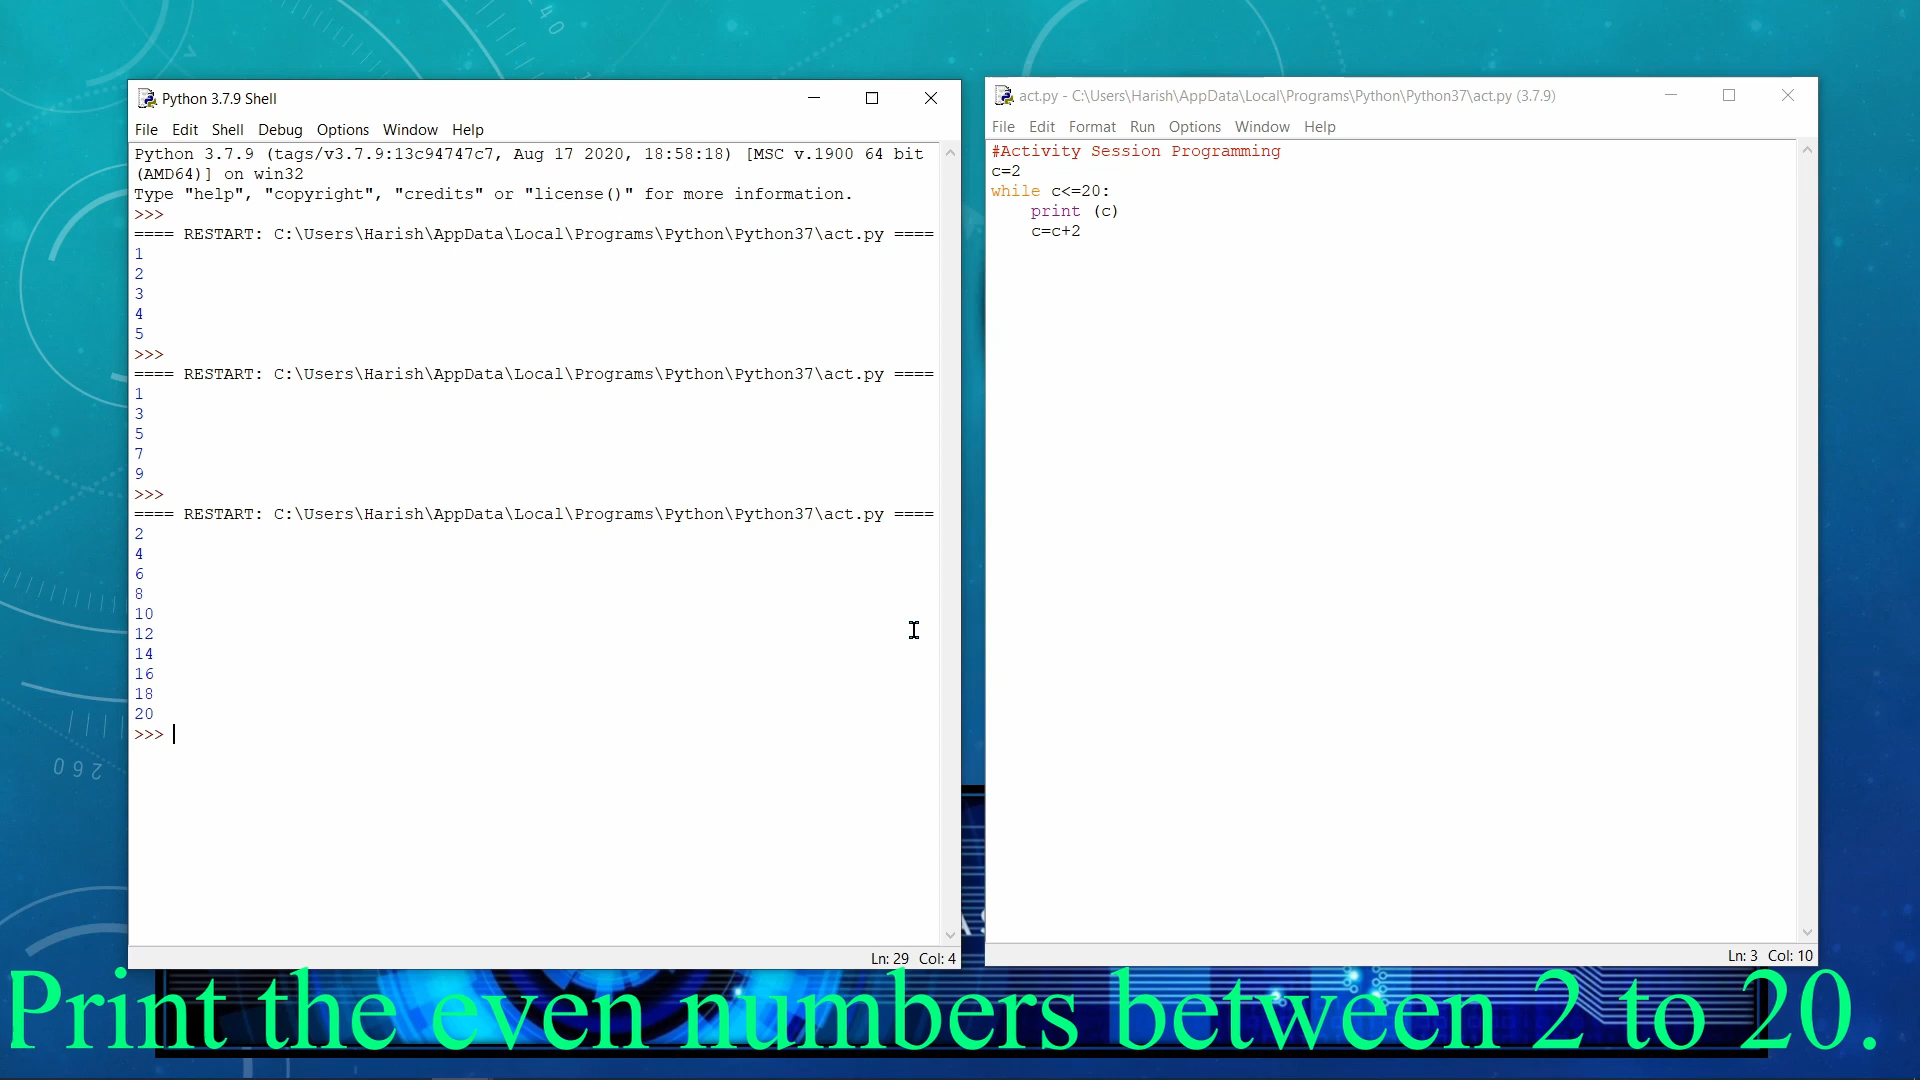 Python 3.7.9 Shell
File Edit Shell Debug Options Window Help
Python 3.7.9 (tags/v3.7.9:13c94747c7, Aug 17 2020, 18:58:18) [MSC v.1900 64 bit
(AMD64)] on win32
Type "help", "copyright", "credits" or "license()" for more information.
>>>
==== RESTART: C:\Users\Harish\AppData\Local\Programs\Python\Python37\act.py ====
1
2
3
4
5
>>>
==== RESTART: C:\Users\Harish\AppData\Local\Programs\Python\Python37\act.py ====
1
3
5
7
9
>>>
==== RESTART: C:\Users\Harish\AppData\Local\Programs\Python\Python37\act.py ====
2
4
6
8
10
12
14
16
18
20
>>>
Ln: 29 Col: 4
act.py - C:\Users\Harish\AppData\Local\Programs\Python\Python37\act.py (3.7.9)
File Edit Format Run Options Window Help
#Activity Session Programming
c=2
while c<=20:
    print (c)
    c=c+2
Ln: 3 Col: 10
40
260
Print the even numbers between 2 to 20.